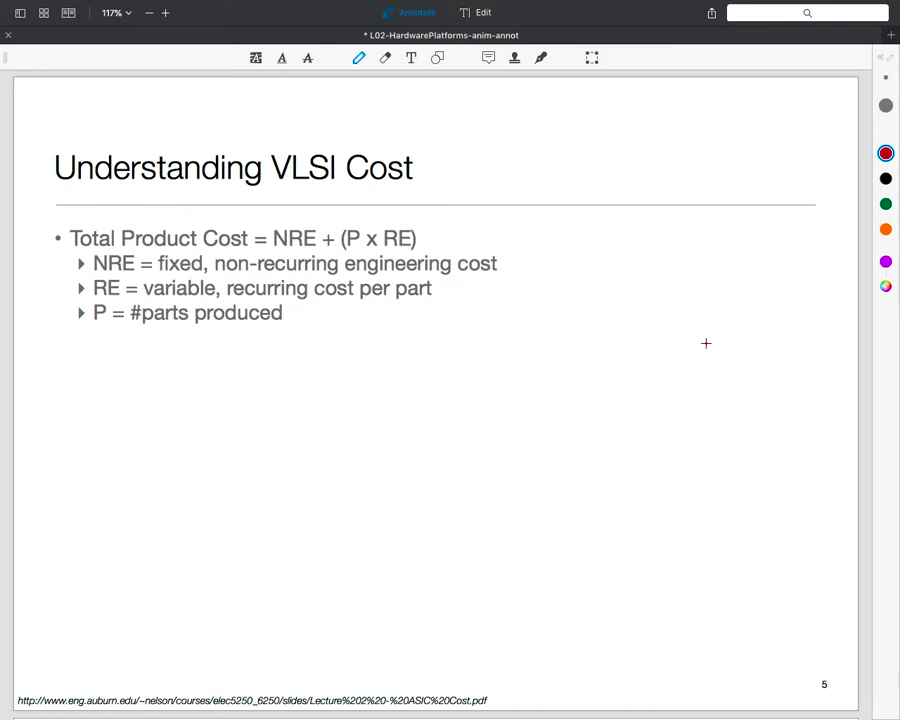 117%
Annotate
T Edit
* L02-HardwarePlatforms-anim-annot
Understanding VLSI Cost
• Total Product Cost = NRE + (P x RE)
NRE = fixed, non-recurring engineering cost
RE = variable, recurring cost per part
P = #parts produced
5
http://www.eng.auburn.edu/~nelson/courses/elec5250_6250/slides/Lecture%202%20-%20ASIC%20Cost.pdf